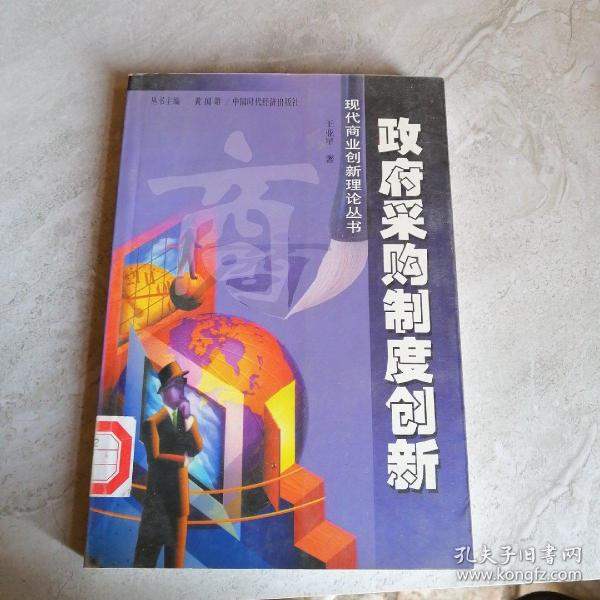 丛书主编 黄国雄/中国时代经济出版社
现代商业创新理论丛书
王亚星 著
政府采购制度创新
商
孔夫子旧书网
www.kongfz.com